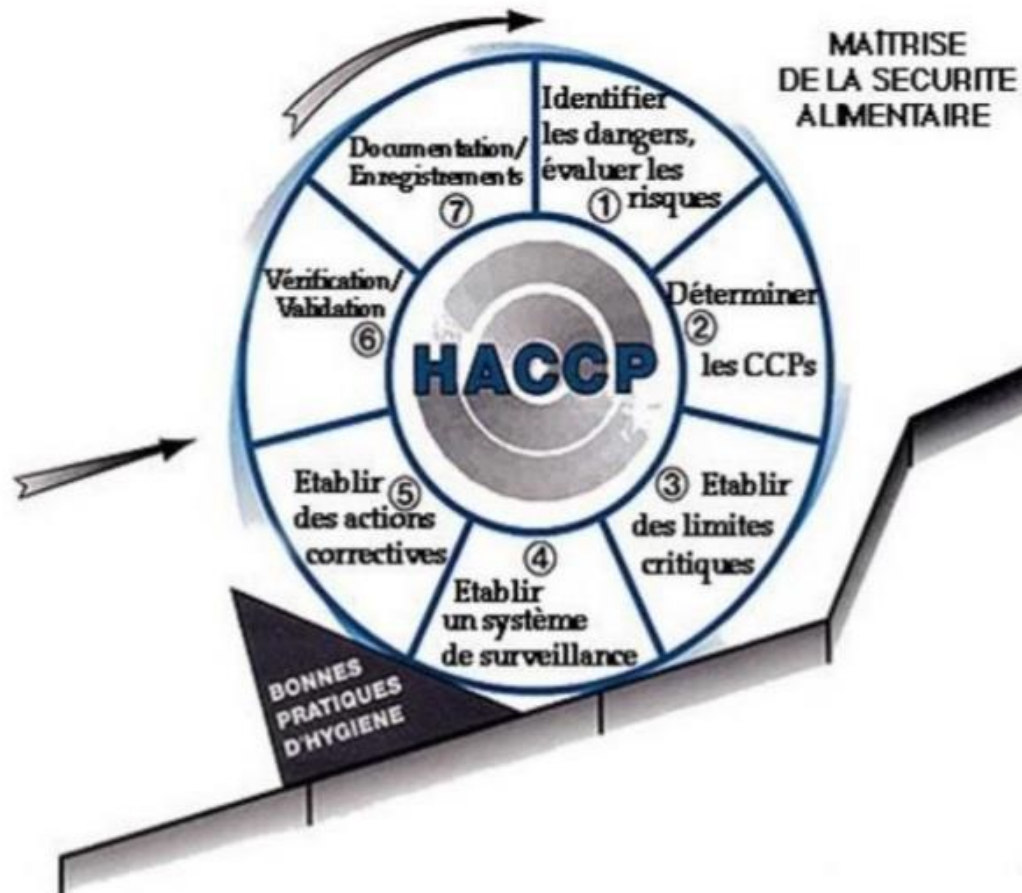 MAÎTRISE
DE LA SECURITE
ALIMENTAIRE
Identifier
les dangers,
évaluer les
① risques
Déterminer
②
les CCPs
③ Etablir
des limites
critiques
④
Etablir
un système
de surveillance
Etablir ⑤
des actions
correctives
Vérification/
Validation
⑥
Documentation/
Enregistrements
⑦
HACCP
BONNES
PRATIQUES
D'HYGIENE